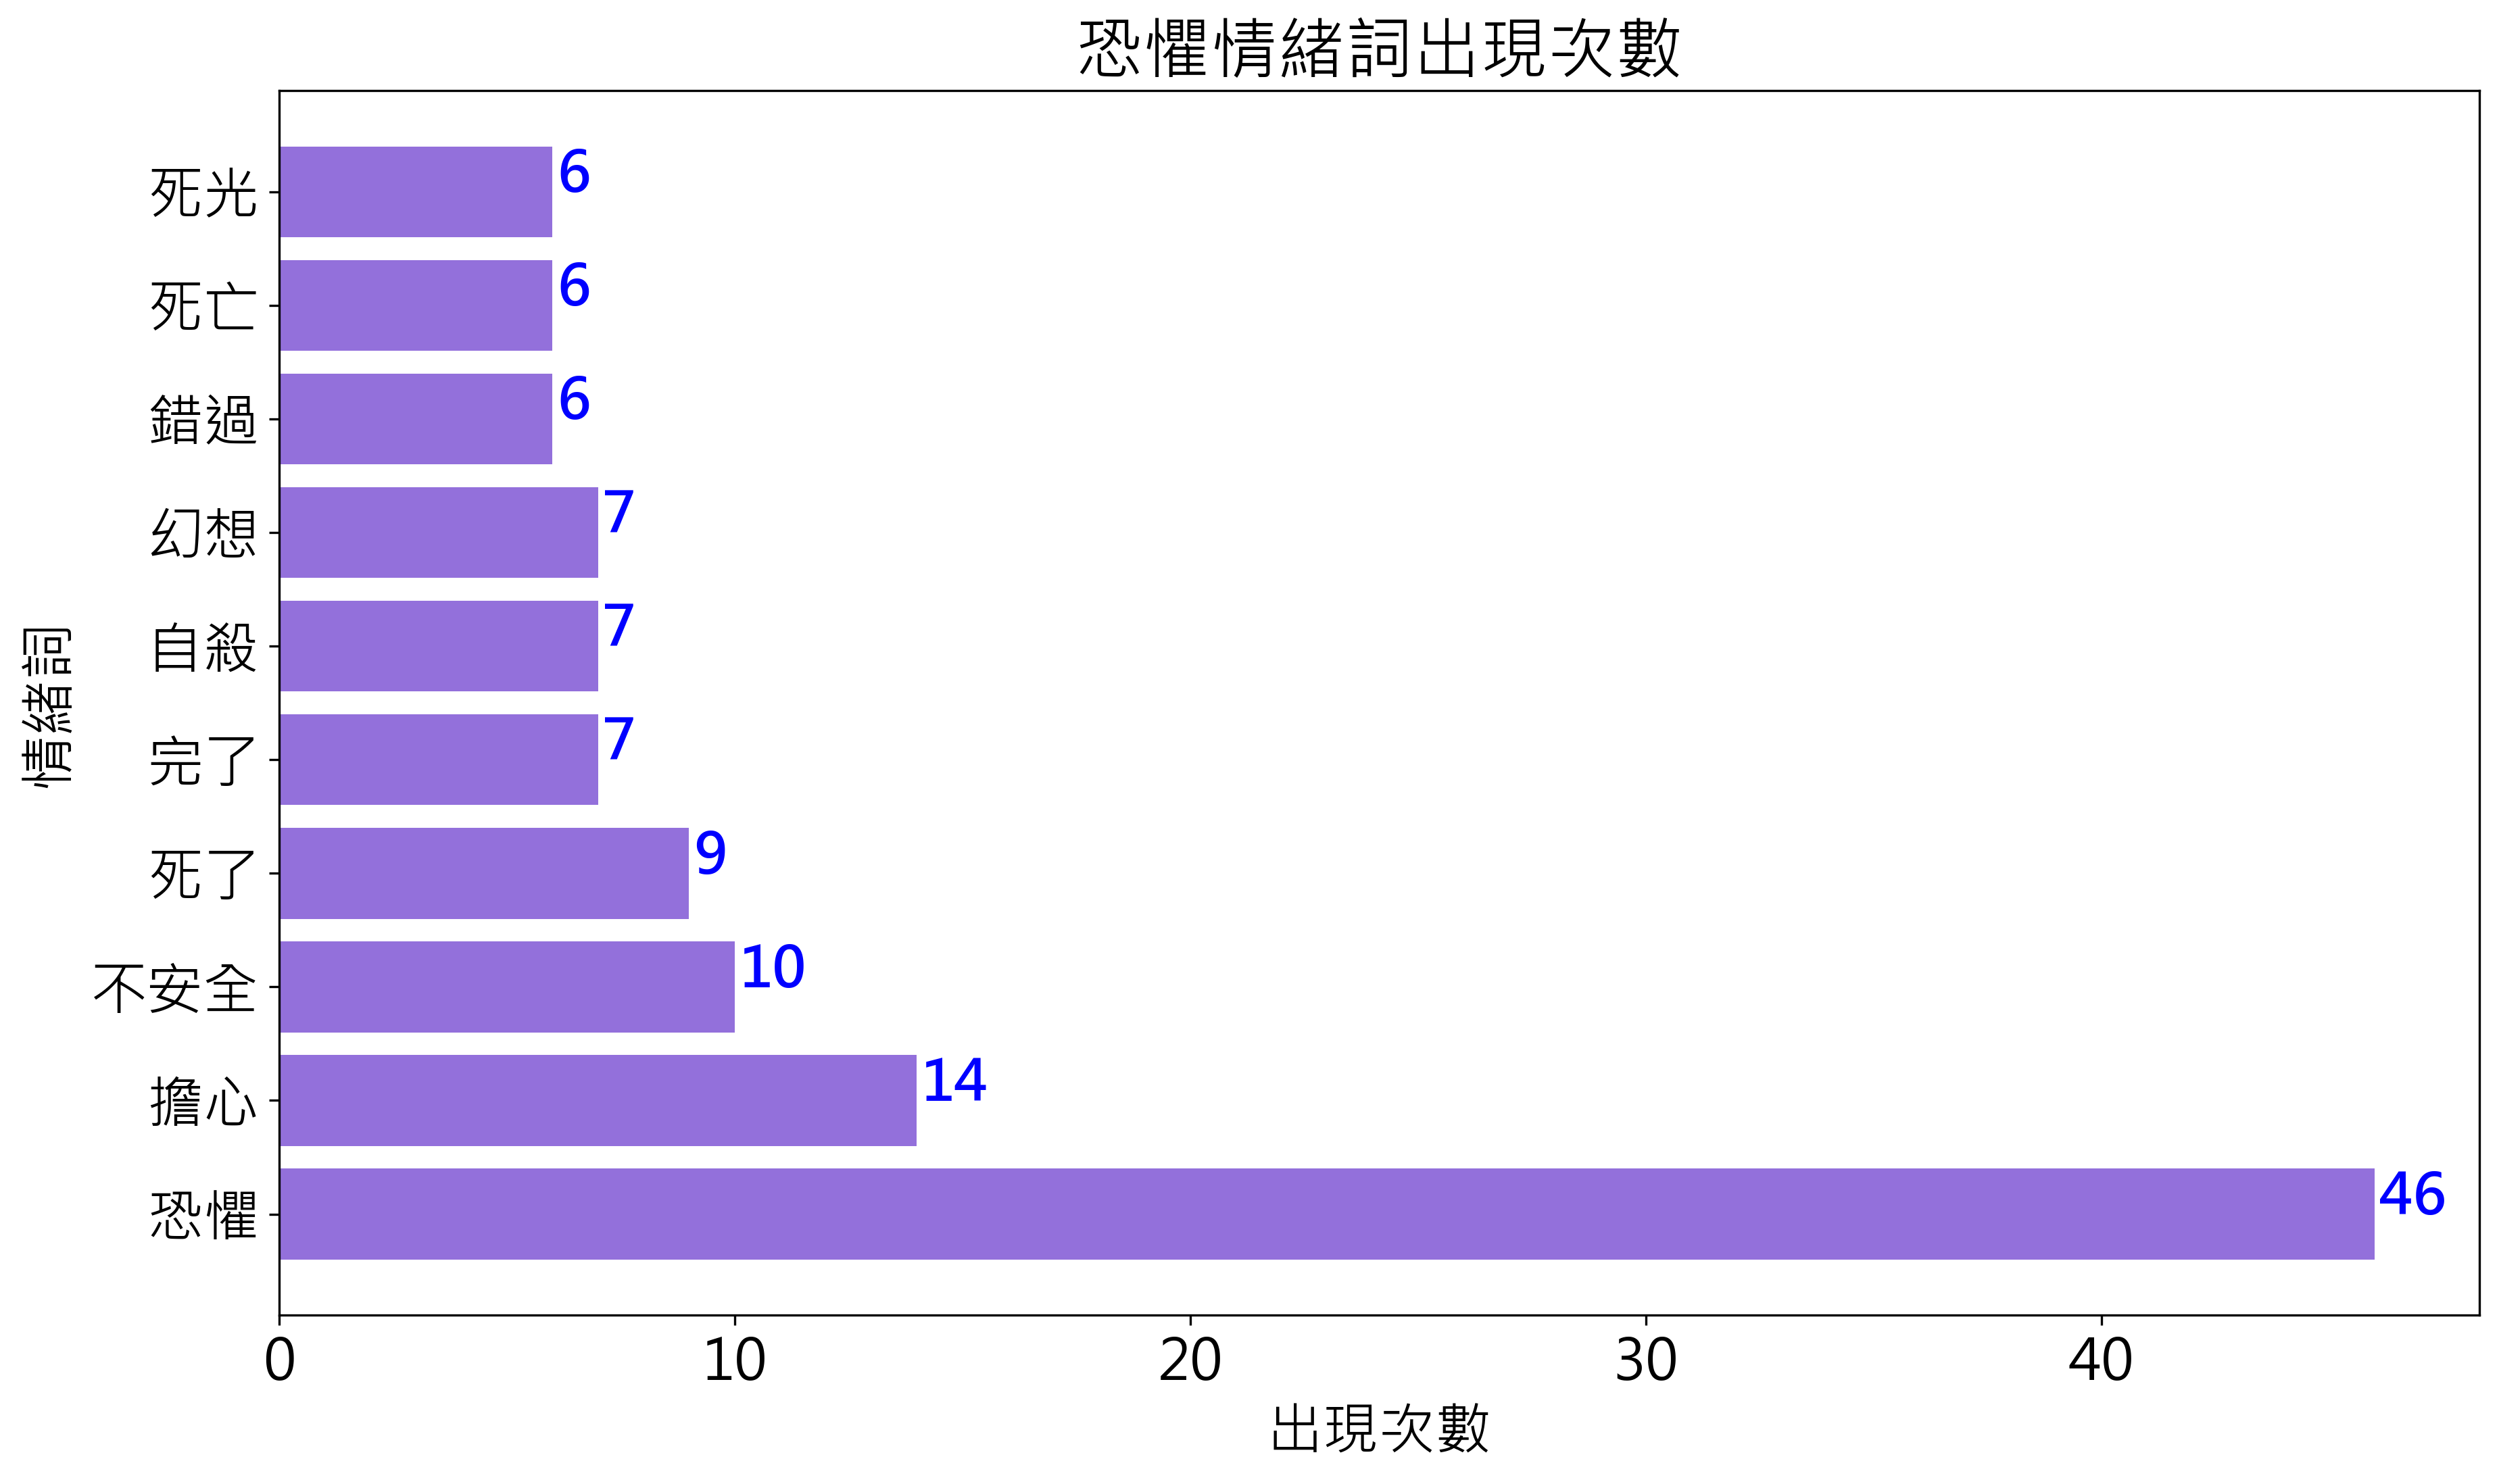 恐懼情緒詞出現次數
死光 6
死亡 6
錯過 6
幻想 7
自殺 7
完了 7
死了 9
不安全 10
擔心 14
恐懼 46
情緒詞
0 10 20 30 40
出現次數